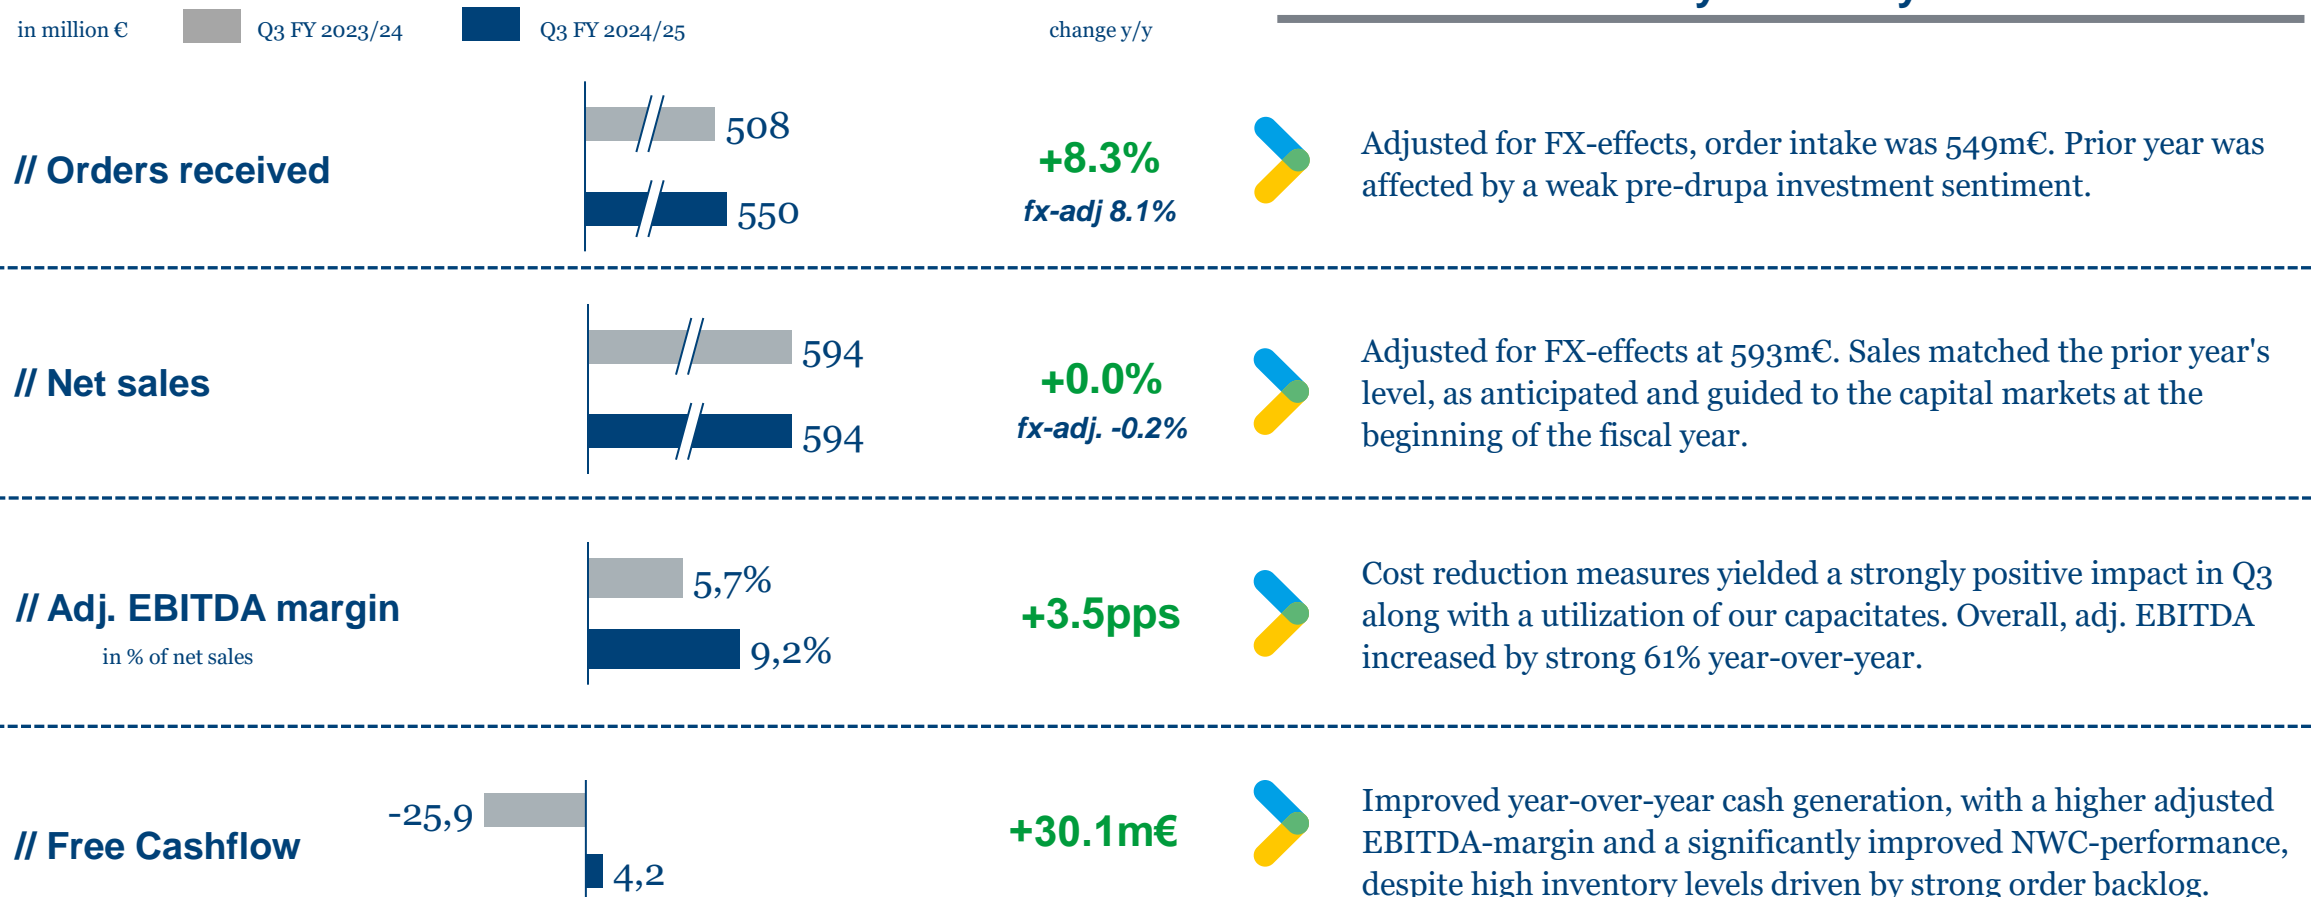 in million €
Q3 FY 2023/24
Q3 FY 2024/25
change y/y
// Orders received
508
550
+8.3%
fx-adj 8.1%
Adjusted for FX-effects, order intake was 549m€. Prior year was
affected by a weak pre-drupa investment sentiment.
// Net sales
594
594
+0.0%
fx-adj. -0.2%
Adjusted for FX-effects at 593m€. Sales matched the prior year's
level, as anticipated and guided to the capital markets at the
beginning of the fiscal year.
// Adj. EBITDA margin
in % of net sales
5,7%
9,2%
+3.5pps
Cost reduction measures yielded a strongly positive impact in Q3
along with a utilization of our capacitates. Overall, adj. EBITDA
increased by strong 61% year-over-year.
// Free Cashflow
-25,9
4,2
+30.1m€
Improved year-over-year cash generation, with a higher adjusted
EBITDA-margin and a significantly improved NWC-performance,
despite high inventory levels driven by strong order backlog.